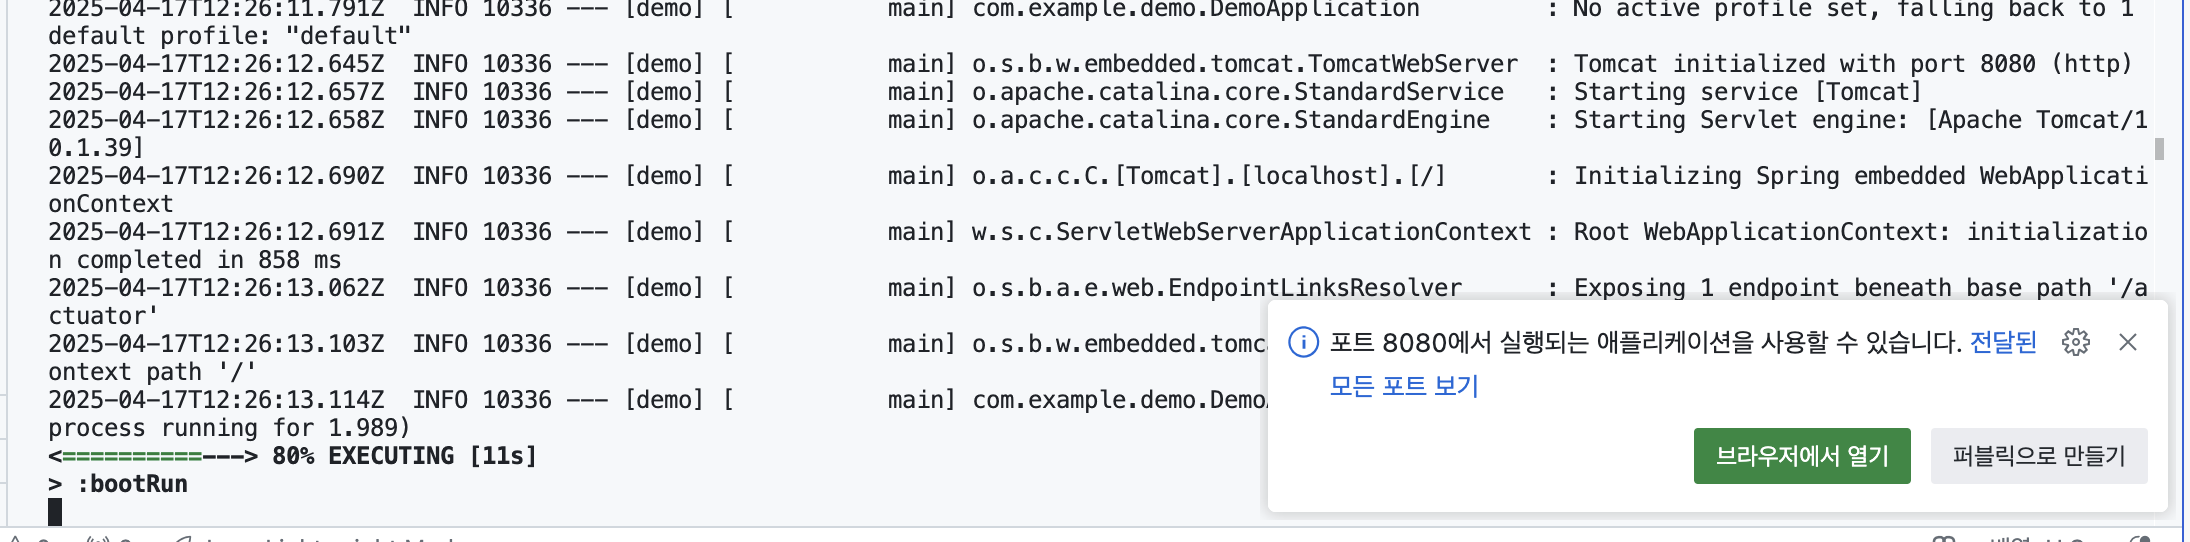 2025-04-17T12:26:11.791Z  INFO 10336 --- [demo] [           main] com.example.demo.DemoApplication         : No active profile set, falling back to 1
default profile: "default"
2025-04-17T12:26:12.645Z  INFO 10336 --- [demo] [           main] o.s.b.w.embedded.tomcat.TomcatWebServer  : Tomcat initialized with port 8080 (http)
2025-04-17T12:26:12.657Z  INFO 10336 --- [demo] [           main] o.apache.catalina.core.StandardService   : Starting service [Tomcat]
2025-04-17T12:26:12.658Z  INFO 10336 --- [demo] [           main] o.apache.catalina.core.StandardEngine    : Starting Servlet engine: [Apache Tomcat/1
0.1.39]
2025-04-17T12:26:12.690Z  INFO 10336 --- [demo] [           main] o.a.c.c.C.[Tomcat].[localhost].[/]       : Initializing Spring embedded WebApplicati
onContext
2025-04-17T12:26:12.691Z  INFO 10336 --- [demo] [           main] w.s.c.ServletWebServerApplicationContext : Root WebApplicationContext: initializatio
n completed in 858 ms
2025-04-17T12:26:13.062Z  INFO 10336 --- [demo] [           main] o.s.b.a.e.web.EndpointLinksResolver      : Exposing 1 endpoint beneath base path '/a
ctuator'
2025-04-17T12:26:13.103Z  INFO 10336 --- [demo] [           main] o.s.b.w.embedded.tomc
ontext path '/'
2025-04-17T12:26:13.114Z  INFO 10336 --- [demo] [           main] com.example.demo.Demo
process running for 1.989)
<==========---> 80% EXECUTING [11s]
> :bootRun
포트 8080에서 실행되는 애플리케이션을 사용할 수 있습니다. 전달된
모든 포트 보기
브라우저에서 열기
퍼블릭으로 만들기